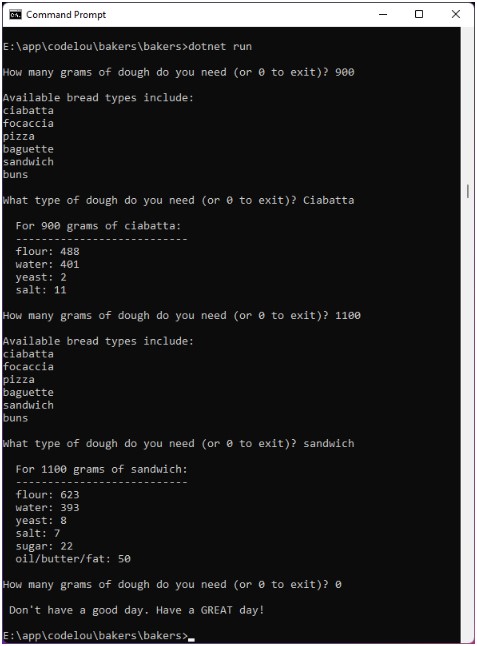 Command Prompt
E:\app\codelou\bakers\bakers>dotnet run
How many grams of dough do you need (or 0 to exit)? 900
Available bread types include:
ciabatta
focaccia
pizza
baguette
sandwich
buns
What type of dough do you need (or 0 to exit)? Ciabatta
For 900 grams of ciabatta:
---------------------------
flour: 488
water: 401
yeast: 2
salt: 11
How many grams of dough do you need (or 0 to exit)? 1100
Available bread types include:
ciabatta
focaccia
pizza
baguette
sandwich
buns
What type of dough do you need (or 0 to exit)? sandwich
For 1100 grams of sandwich:
---------------------------
flour: 623
water: 393
yeast: 8
salt: 7
sugar: 22
oil/butter/fat: 50
How many grams of dough do you need (or 0 to exit)? 0
Don't have a good day. Have a GREAT day!
E:\app\codelou\bakers\bakers>